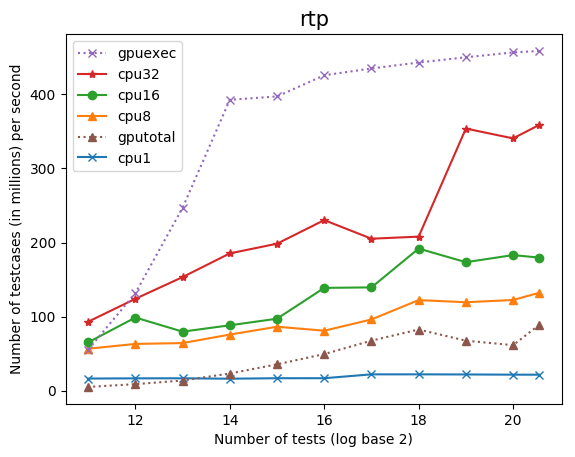 rtp
Number of testcases (in millions) per second
400
300
200
100
0
gpuexec
cpu32
cpu16
cpu8
gputotal
cpu1
12
14
16
18
20
Number of tests (log base 2)